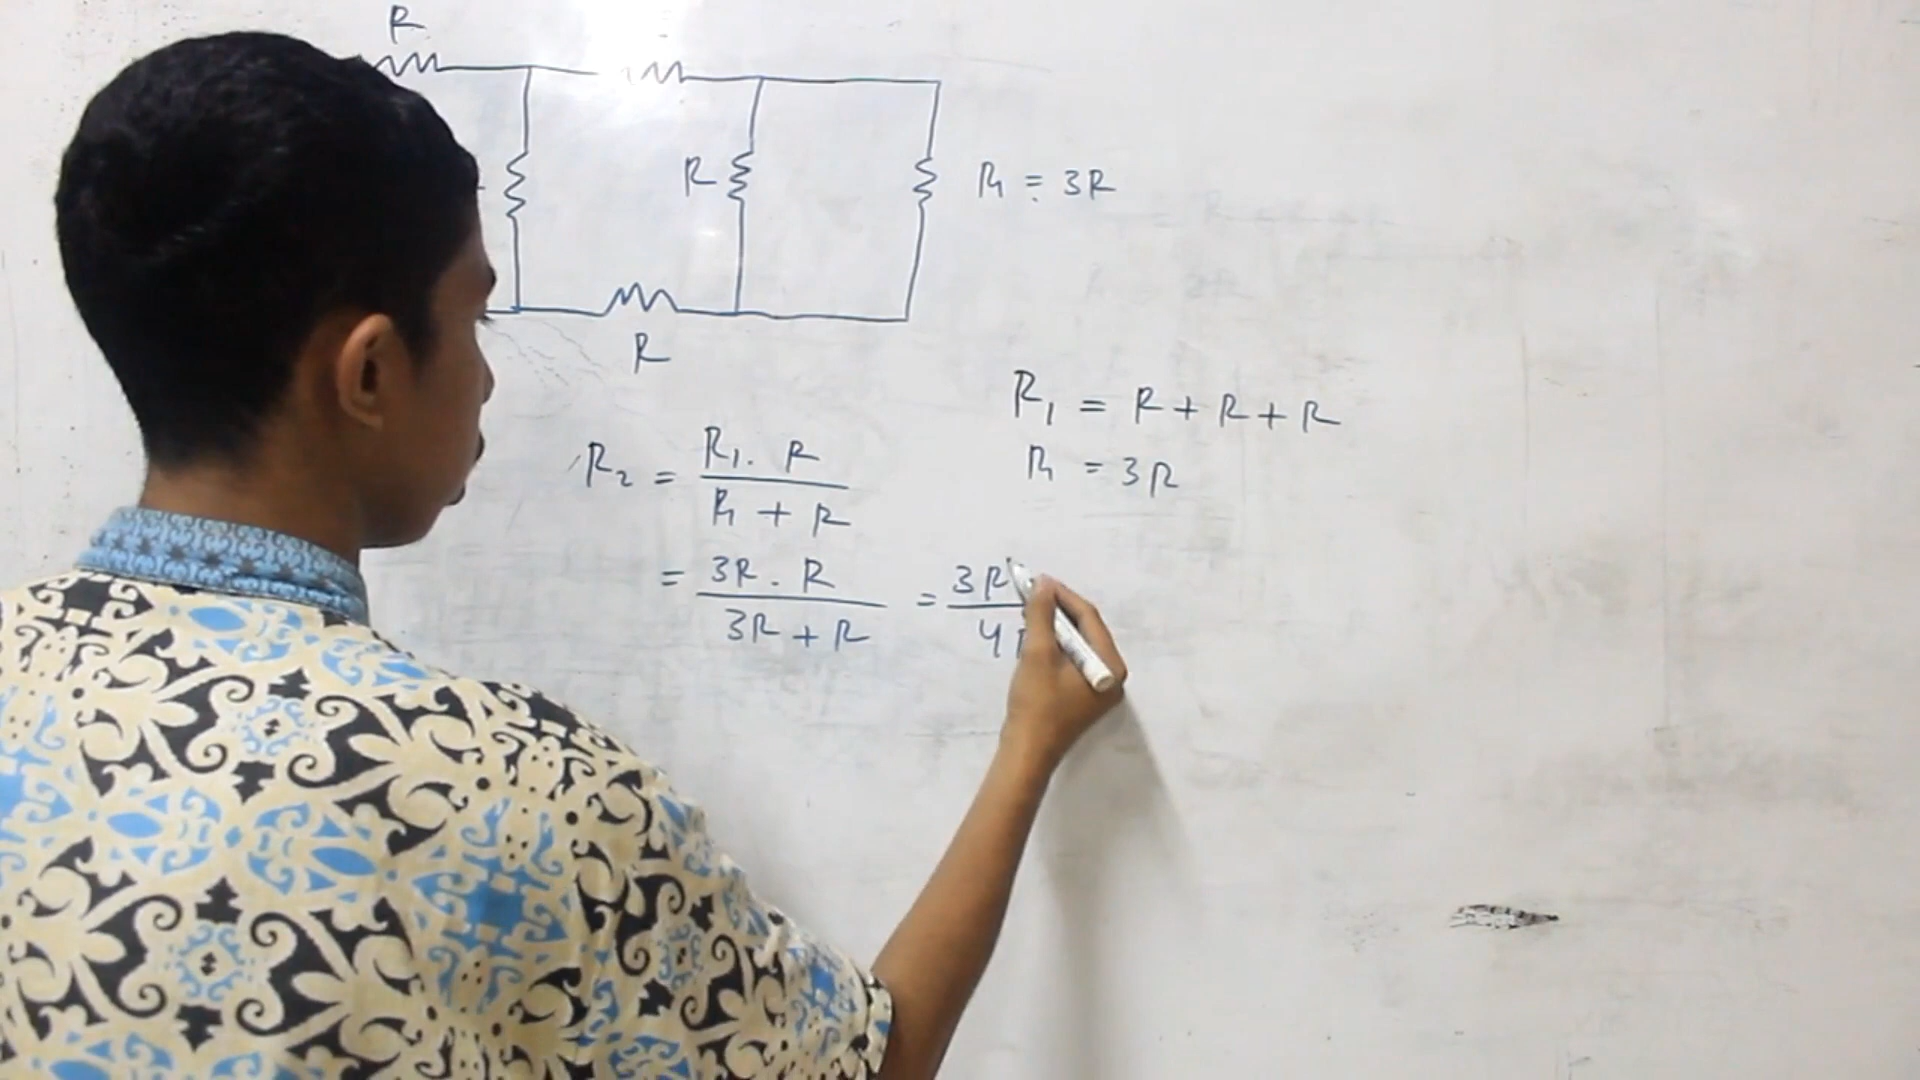 R
R
R₁ = 3R
R
R₁ = R + R + R
R₁ = 3R
R₂ = R₁ . R / R₁ + R
= 3R . R / 3R + R = 3R / 4